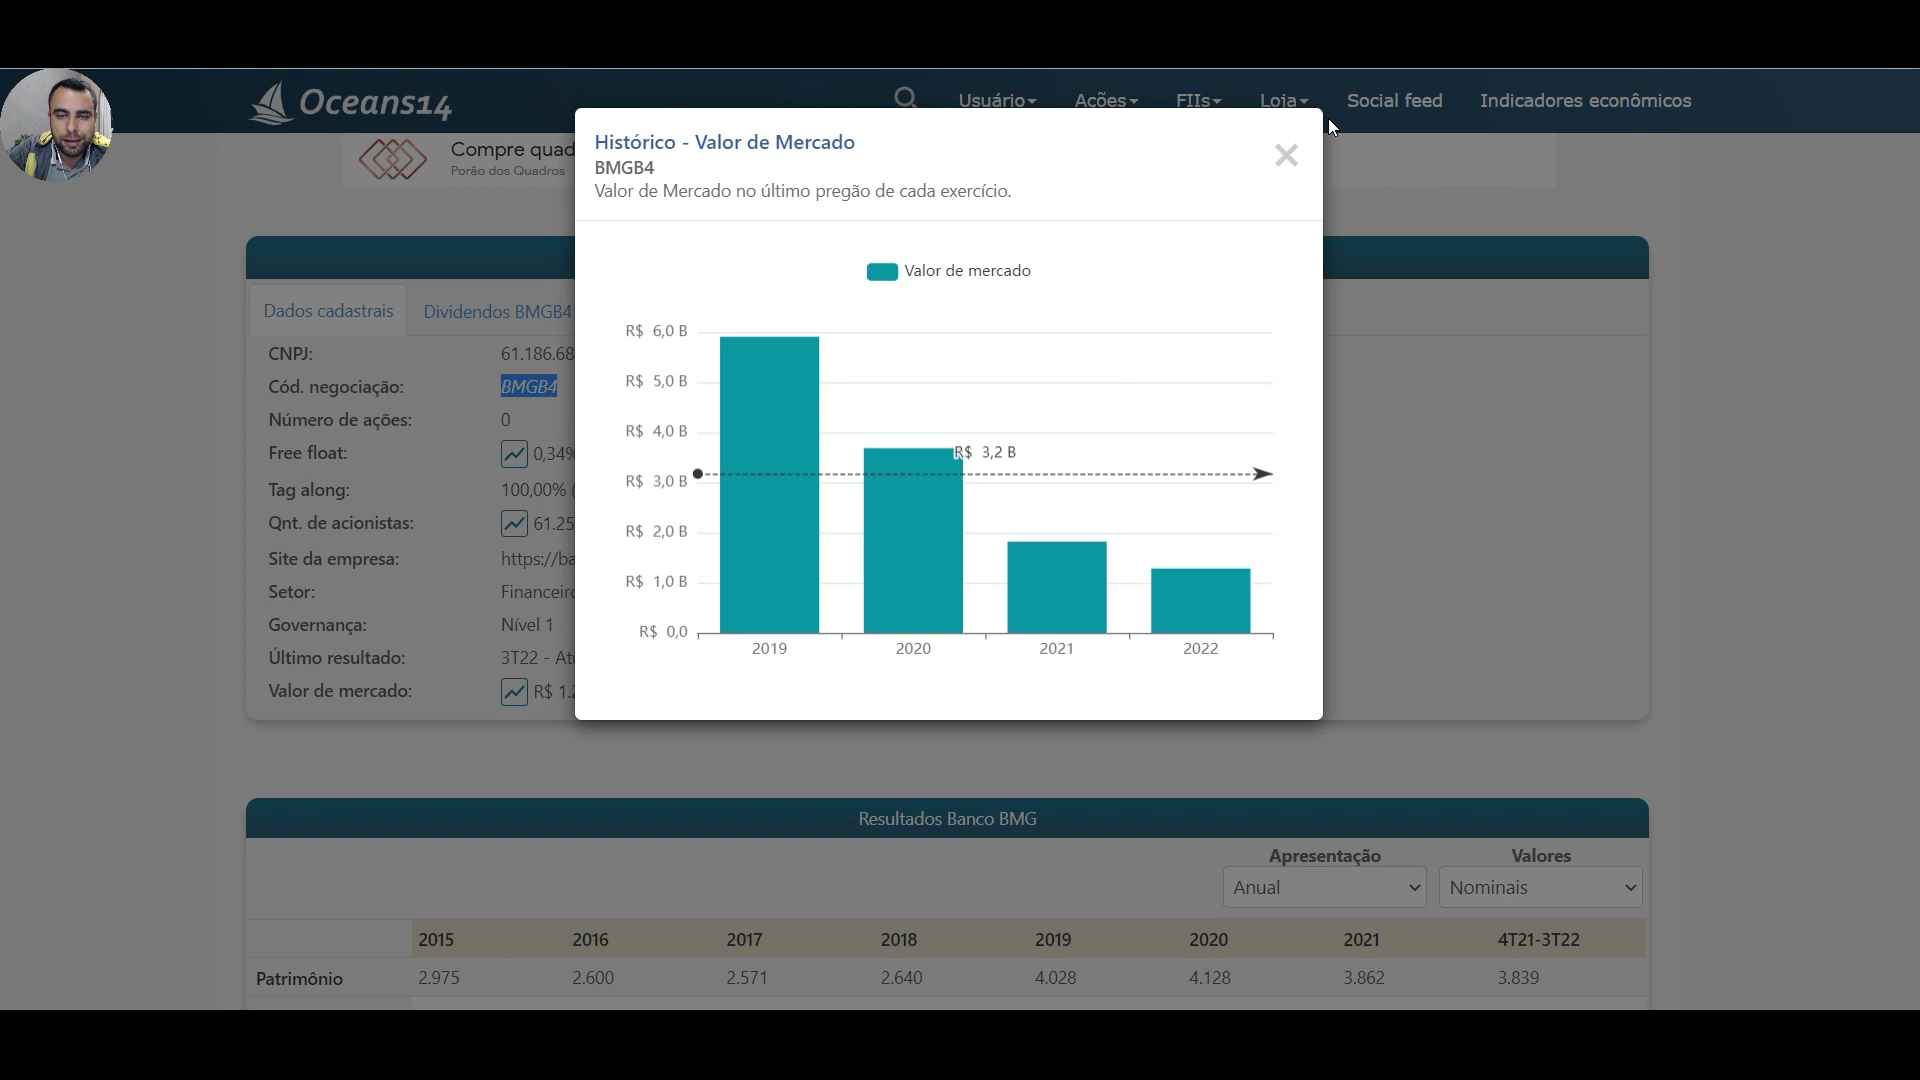 Oceans14
Usuário
Ações
FIIs
Loja
Social feed
Indicadores econômicos
Compre quad
Porão dos Quadros
Histórico - Valor de Mercado
BMGB4
Valor de Mercado no último pregão de cada exercício.
Valor de mercado
R$ 6,0 B
R$ 5,0 B
R$ 4,0 B
R$ 3,2 B
R$ 3,0 B
R$ 2,0 B
R$ 1,0 B
R$ 0,0
2019 2020 2021 2022
Dados cadastrais Dividendos BMGB4
CNPJ: 61.186.68
Cód. negociação: BMGB4
Número de ações: 0
Free float: 0,34%
Tag along: 100,00% (
Qnt. de acionistas: 61.25
Site da empresa: https://ba
Setor: Financeiro
Governança: Nível 1
Último resultado: 3T22 - Atu
Valor de mercado: R$ 1.2
Resultados Banco BMG
Apresentação Valores
Anual Nominais
2015 2016 2017 2018 2019 2020 2021 4T21-3T22
Patrimônio 2.975 2.600 2.571 2.640 4.028 4.128 3.862 3.839